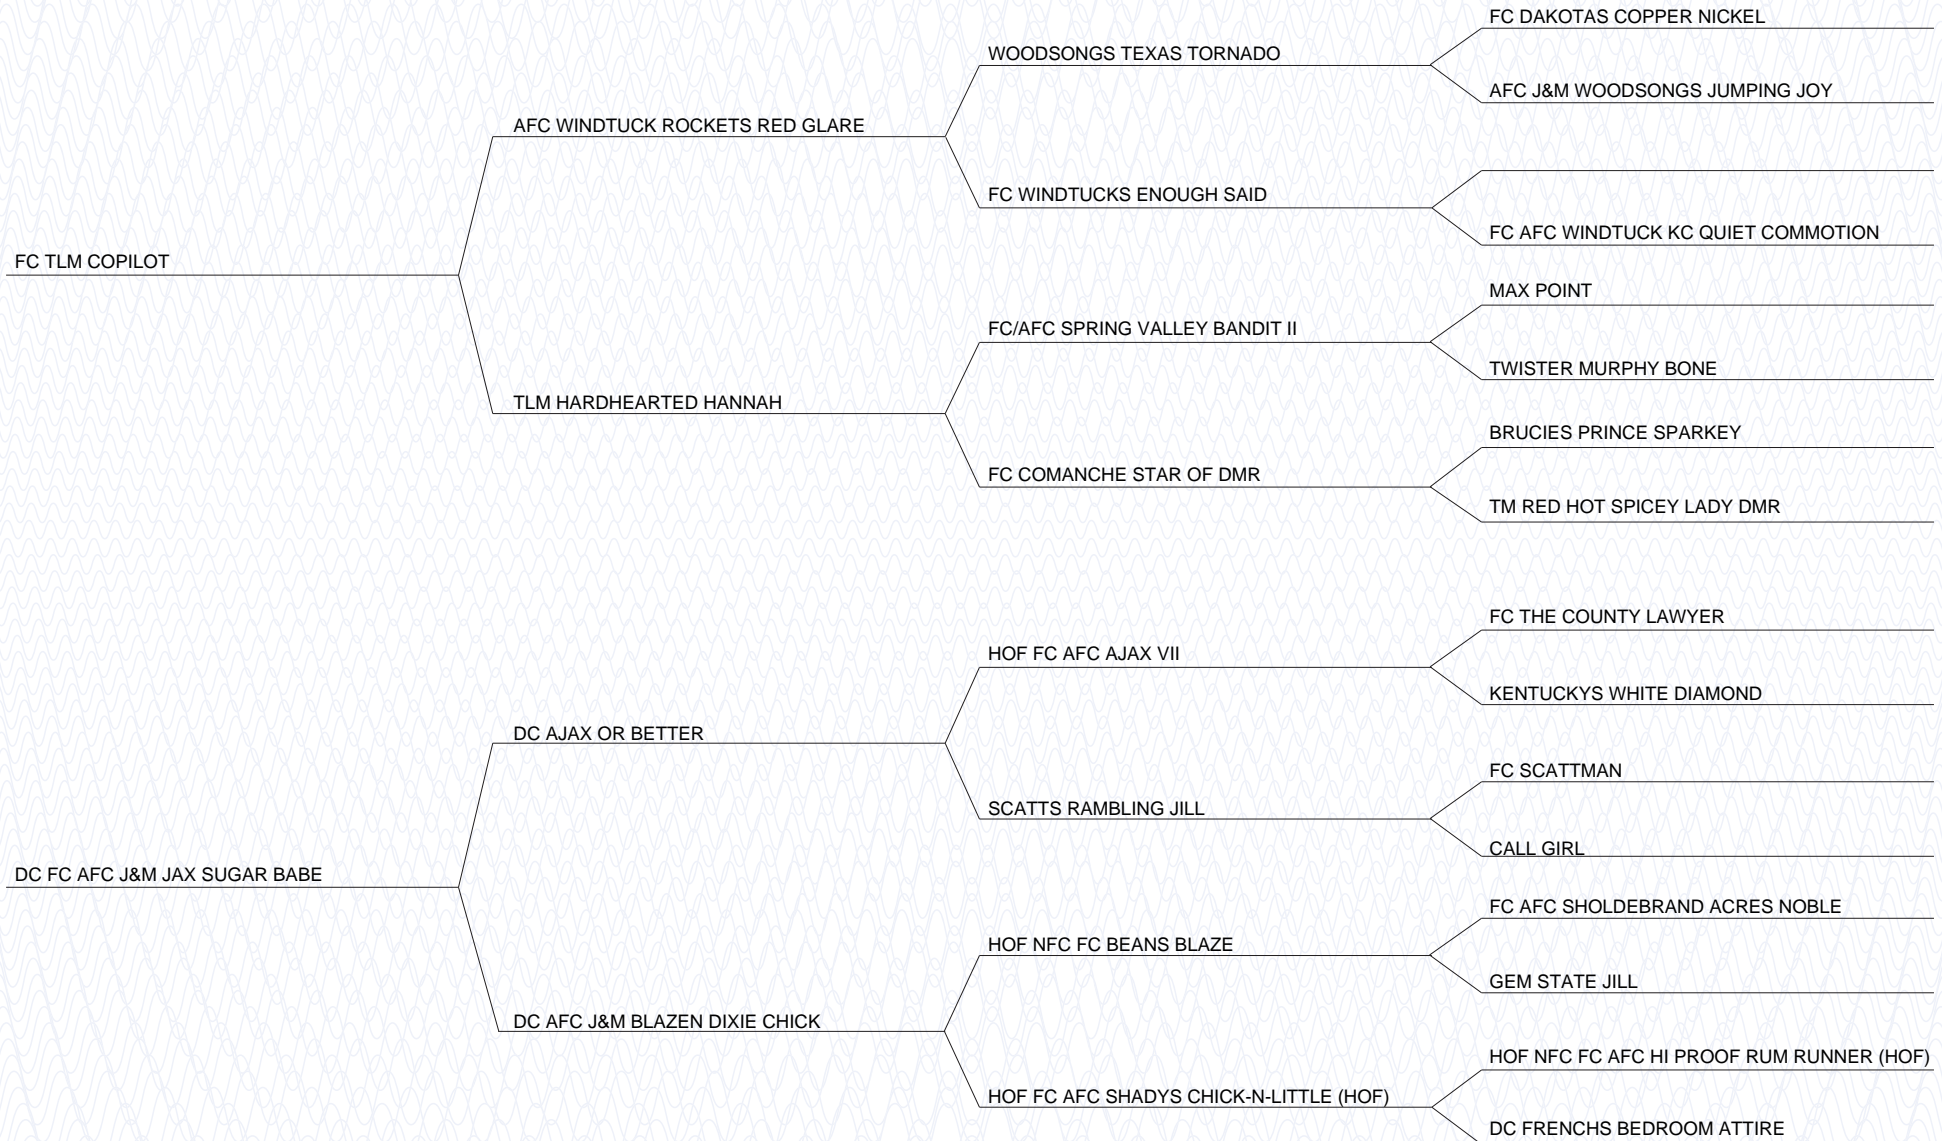 FC DAKOTAS COPPER NICKEL
WOODSONGS TEXAS TORNADO
AFC J&M WOODSONGS JUMPING JOY
AFC WINDTUCK ROCKETS RED GLARE
FC WINDTUCKS ENOUGH SAID
FC AFC WINDTUCK KC QUIET COMMOTION
FC TLM COPILOT
MAX POINT
FC/AFC SPRING VALLEY BANDIT II
TWISTER MURPHY BONE
TLM HARDHEARTED HANNAH
BRUCIES PRINCE SPARKEY
FC COMANCHE STAR OF DMR
TM RED HOT SPICEY LADY DMR
FC THE COUNTY LAWYER
HOF FC AFC AJAX VII
KENTUCKYS WHITE DIAMOND
DC AJAX OR BETTER
FC SCATTMAN
SCATTS RAMBLING JILL
CALL GIRL
DC FC AFC J&M JAX SUGAR BABE
FC AFC SHOLDEBRAND ACRES NOBLE
HOF NFC FC BEANS BLAZE
GEM STATE JILL
DC AFC J&M BLAZEN DIXIE CHICK
HOF NFC FC AFC HI PROOF RUM RUNNER (HOF)
HOF FC AFC SHADYS CHICK-N-LITTLE (HOF)
DC FRENCHS BEDROOM ATTIRE